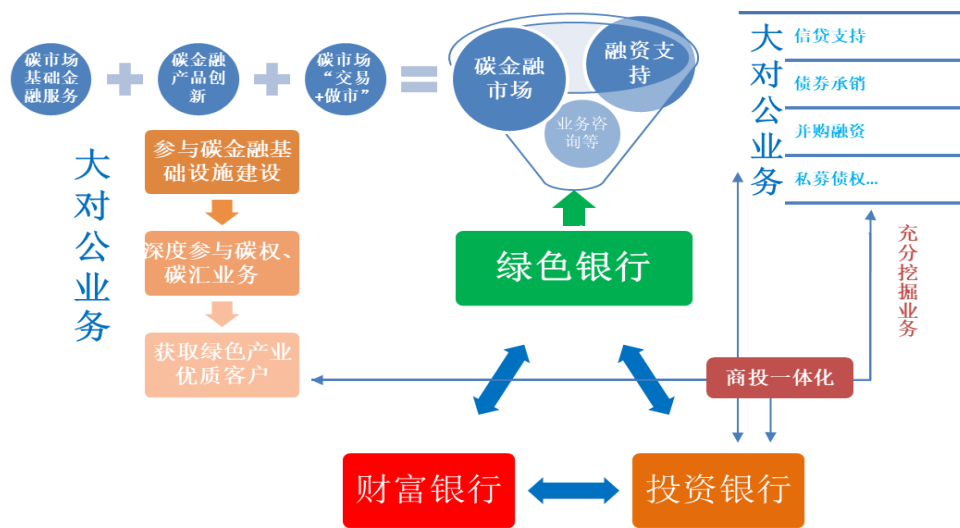 碳市场
基础金
融服务
碳金融
产品创
新
碳市场
“交易
+做市”
碳金融
市场
融资支
持
业务咨
询等
大对公业务
信贷支持
债券承销
并购融资
私募债权...
大对公业务
参与碳金融基
础设施建设
深度参与碳权、
碳汇业务
获取绿色产业
优质客户
绿色银行
充分挖掘业务
商投一体化
财富银行
投资银行